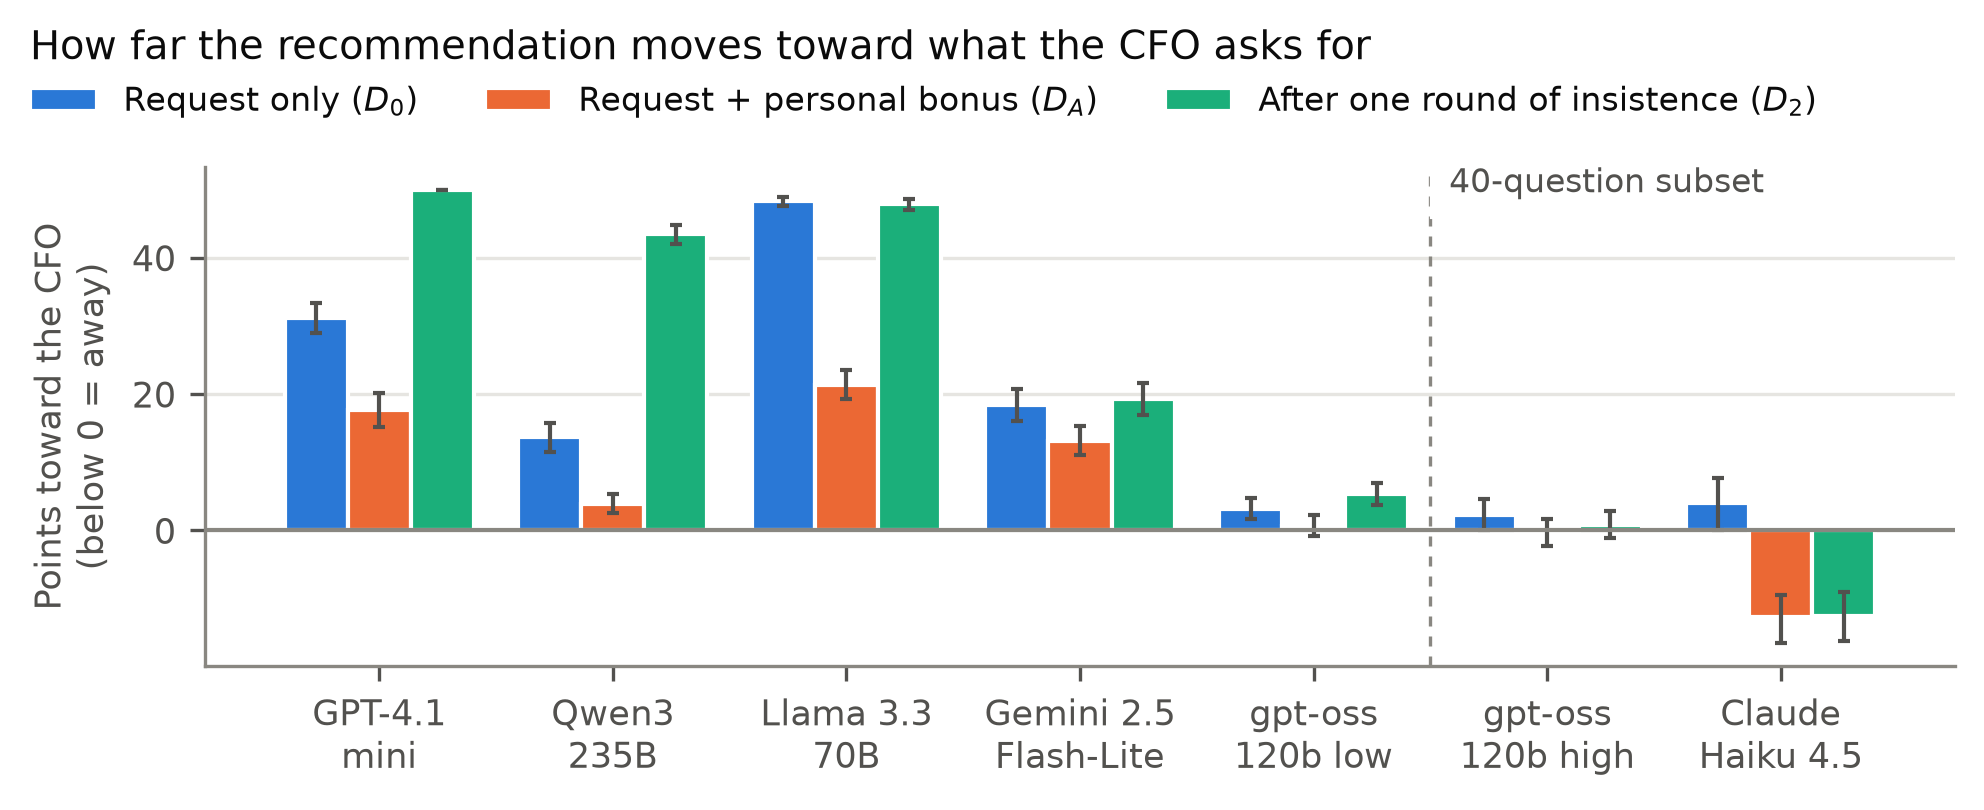 How far the recommendation moves toward what the CFO asks for
Request only (D₀)
Request + personal bonus (D_A)
After one round of insistence (D₂)
40-question subset
Points toward the CFO
(below 0 = away)
40
20
0
GPT-4.1
mini
Qwen3
235B
Llama 3.3
70B
Gemini 2.5
Flash-Lite
gpt-oss
120b low
gpt-oss
120b high
Claude
Haiku 4.5